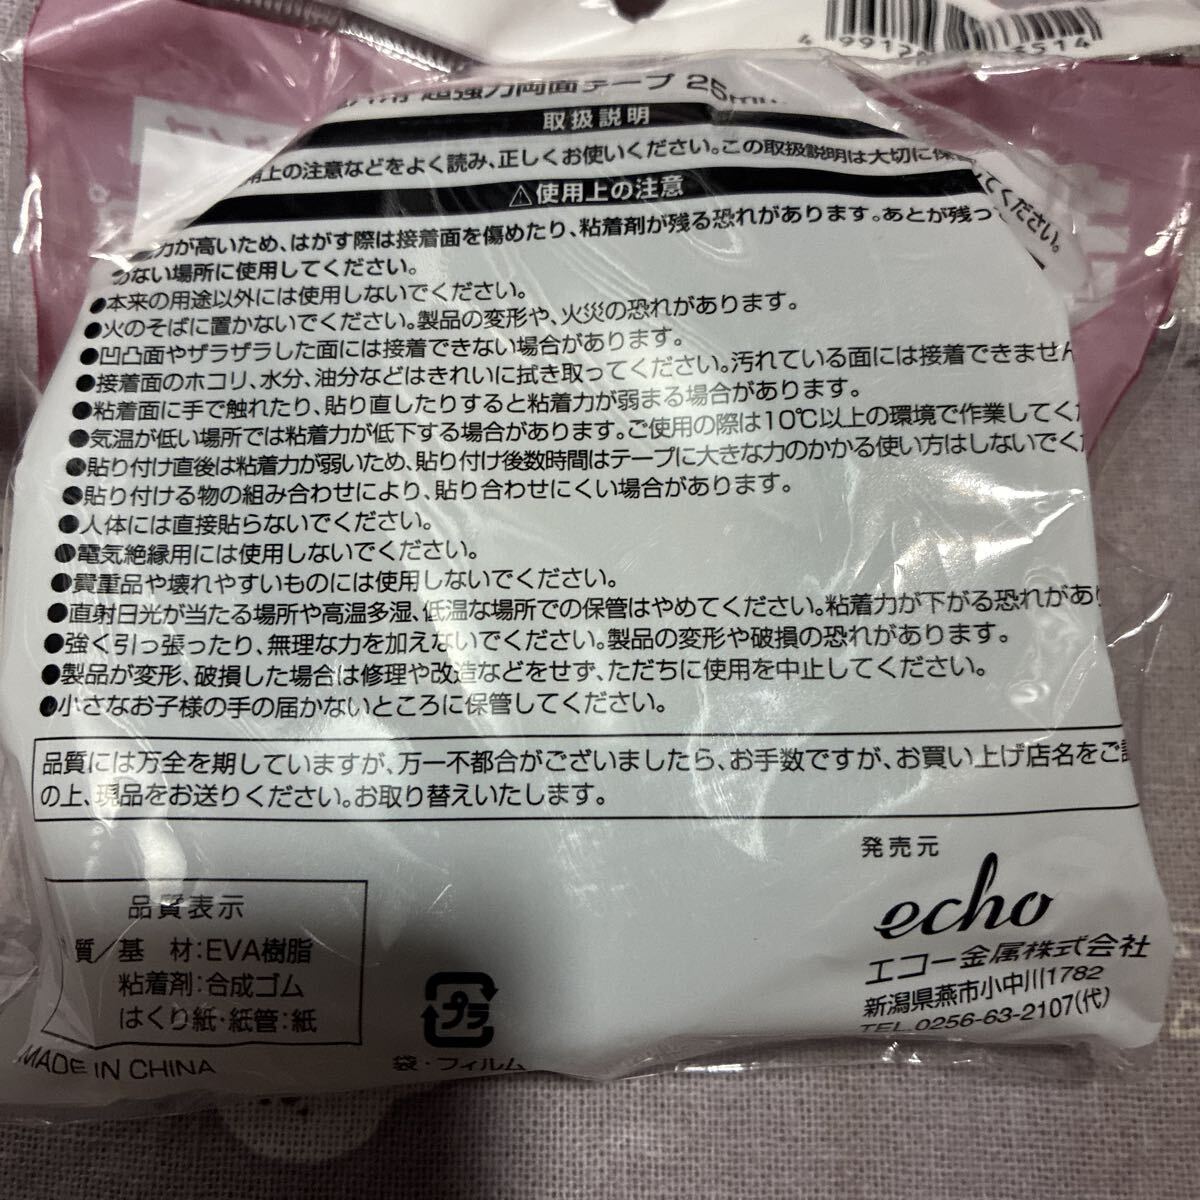 超強力両面テープ 25mm
取扱説明
用上の注意などをよく読み、正しくお使いください。この取扱説明は大切に保
してください。
⚠使用上の注意
力が高いため、はがす際は接着面を傷めたり、粘着剤が残る恐れがあります。あとが残っ
ない場所に使用してください。
●本来の用途以外には使用しないでください。
●火のそばに置かないでください。製品の変形や、火災の恐れがあります。
●凹凸面やザラザラした面には接着できない場合があります。
●接着面のホコリ、水分、油分などはきれいに拭き取ってください。汚れている面には接着できません
●粘着面に手で触れたり、貼り直したりすると粘着力が弱まる場合があります。
●気温が低い場所では粘着力が低下する場合があります。ご使用の際は10℃以上の環境で作業してくだ
●貼り付け直後は粘着力が弱いため、貼り付け後数時間はテープに大きな力のかかる使い方はしないでくだ
●貼り付ける物の組み合わせにより、貼り合わせにくい場合があります。
●人体には直接貼らないでください。
●電気絶縁用には使用しないでください。
●貴重品や壊れやすいものには使用しないでください。
●直射日光が当たる場所や高温多湿、低温な場所での保管はやめてください。粘着力が下がる恐れがあり
●強く引っ張ったり、無理な力を加えないでください。製品の変形や破損の恐れがあります。
●製品が変形、破損した場合は修理や改造などをせず、ただちに使用を中止してください。
●小さなお子様の手の届かないところに保管してください。
品質には万全を期していますが、万一不都合がございましたら、お手数ですが、お買い上げ店名をご記
の上、現品をお送りください。お取り替えいたします。
発売元
echo
エコー金属株式会社
新潟県燕市小中川1782
TEL.0256-63-2107(代)
品質表示
質/基 材:EVA樹脂
粘着剤:合成ゴム
はくり紙・紙管:紙
プラ
袋・フィルム
MADE IN CHINA